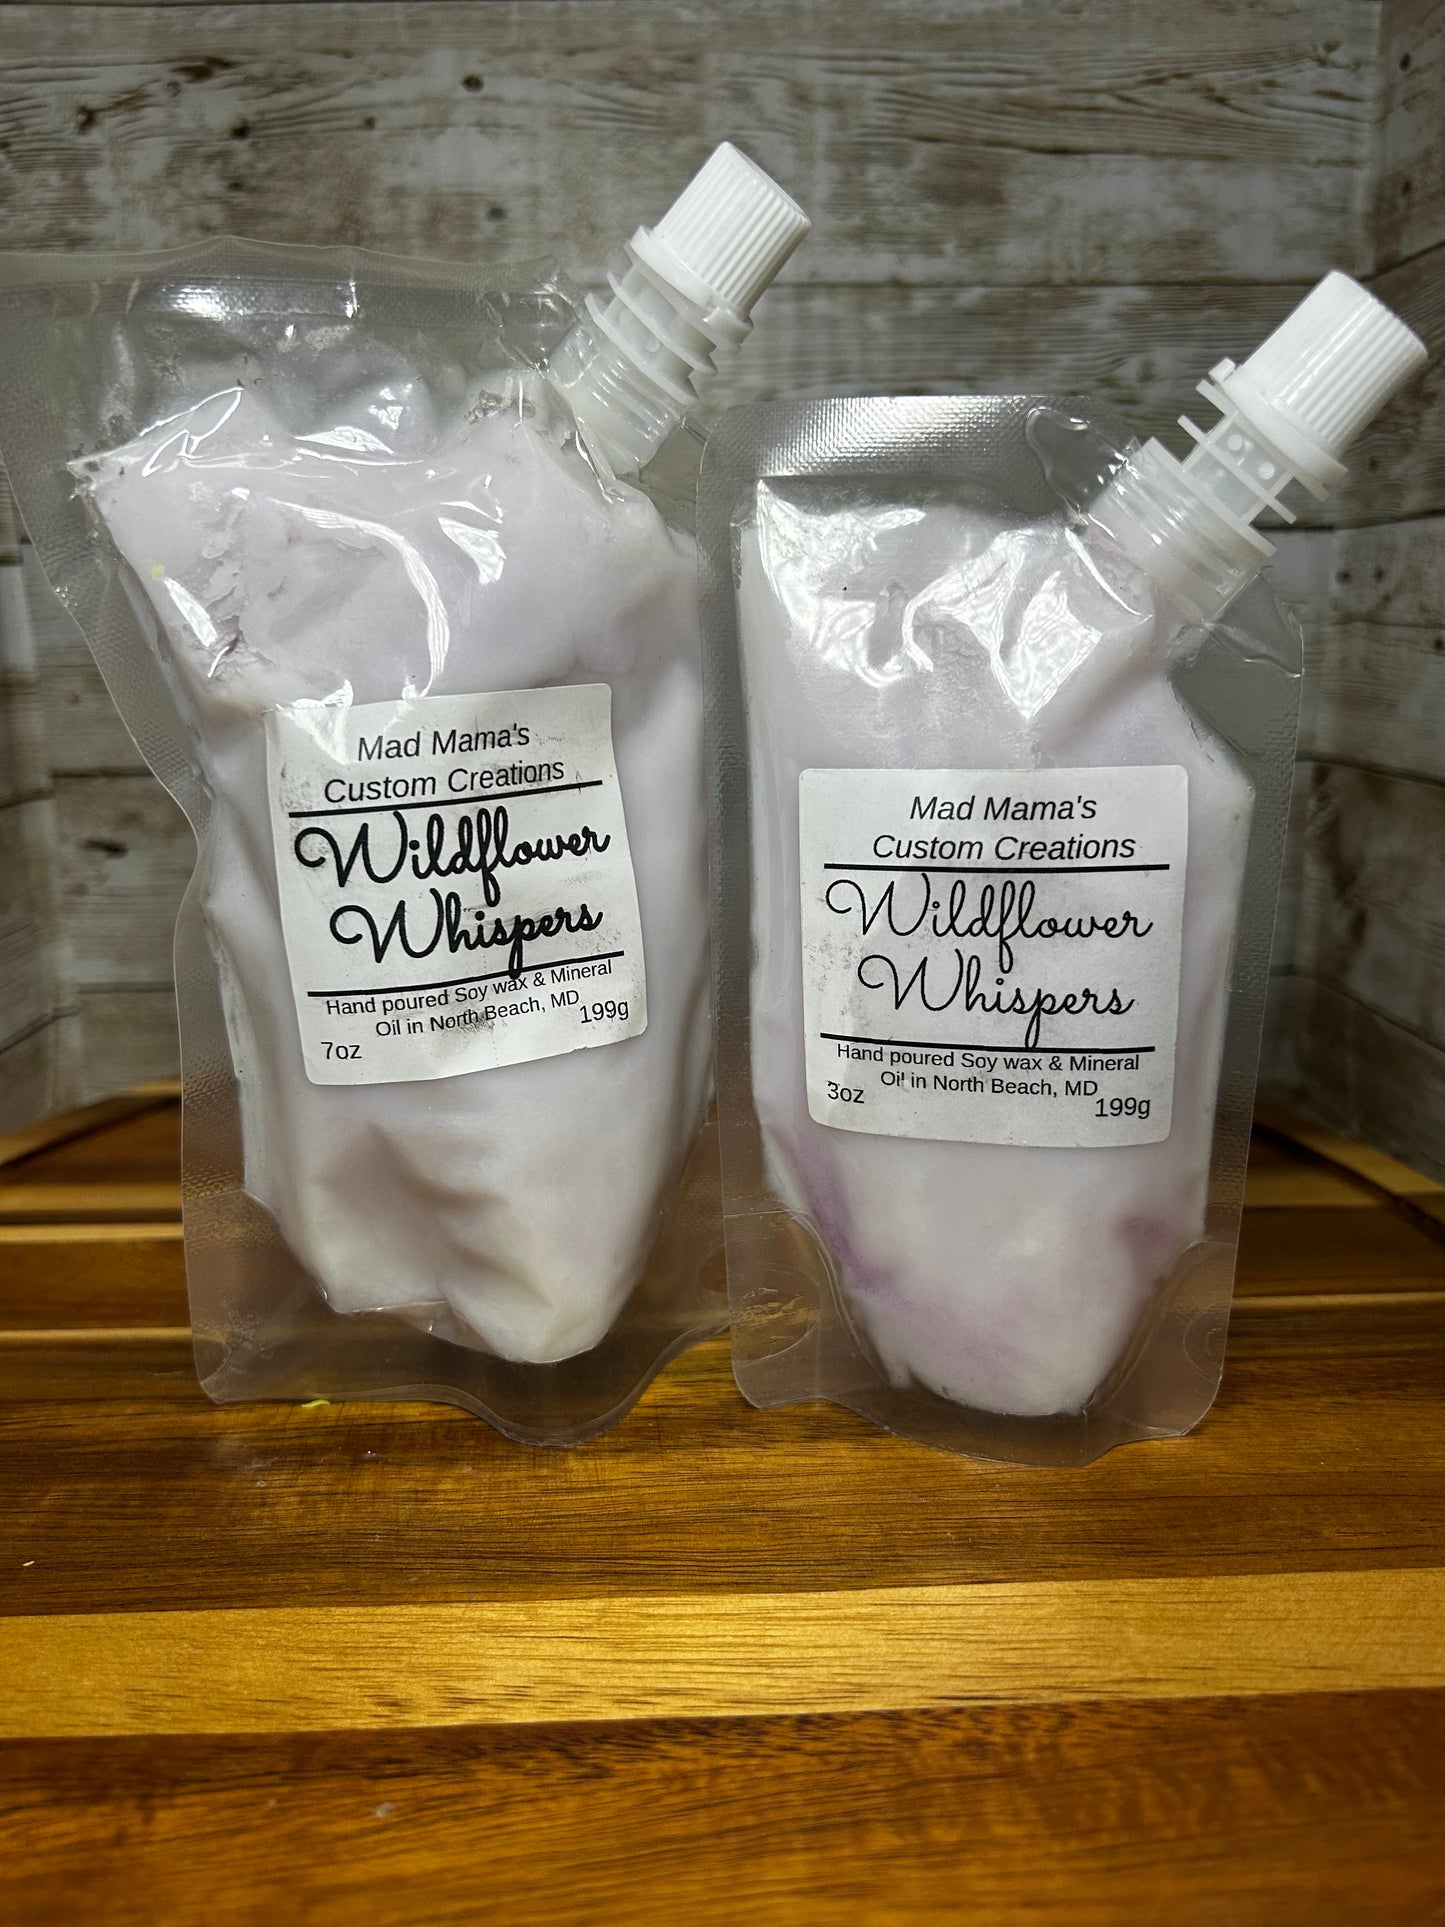 Mad Mama's
Custom Creations
Wildflower
Whispers
Hand poured Soy wax & Mineral
Oil in North Beach, MD
7oz
199g
Mad Mama's
Custom Creations
Wildflower
Whispers
Hand poured Soy wax & Mineral
Oil in North Beach, MD
3oz
199g